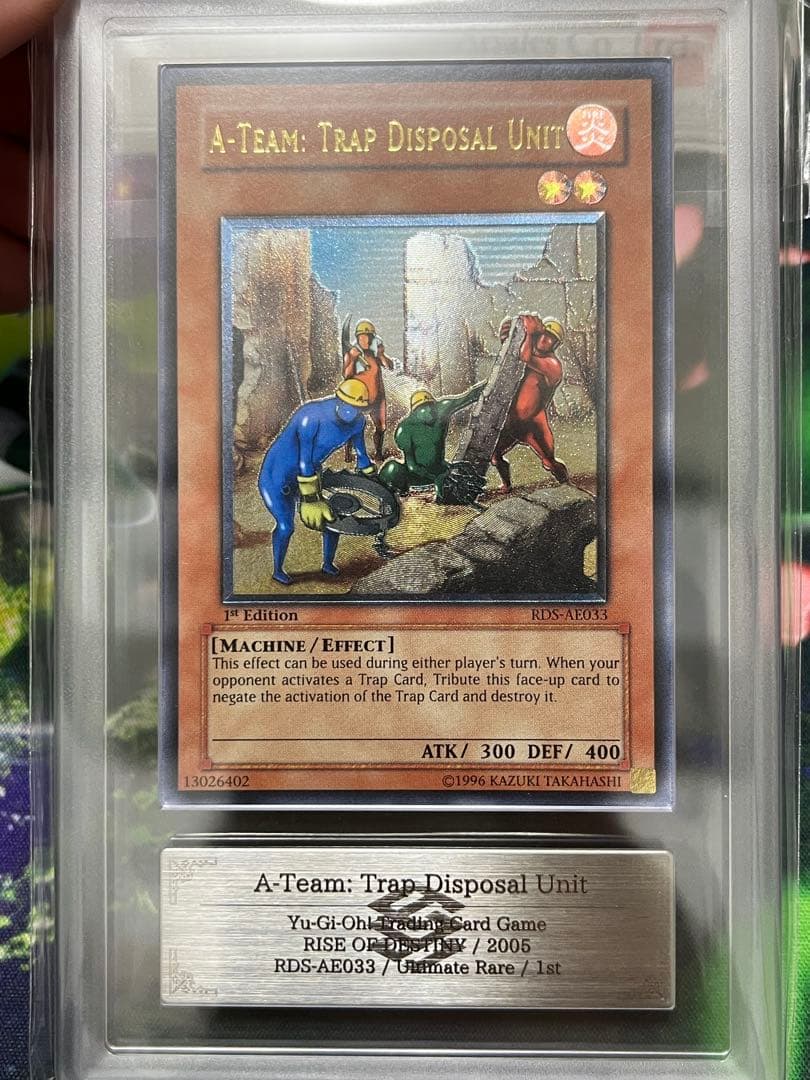 A-Team: Trap Disposal Unit
炎
1st Edition
RDS-AE033
[Machine/Effect]
This effect can be used during either player's turn. When your
opponent activates a Trap Card, Tribute this face-up card to
negate the activation of the Trap Card and destroy it.
ATK/ 300 DEF/ 400
13026402
©1996 KAZUKI TAKAHASHI
A-Team: Trap Disposal Unit
Yu-Gi-Oh! Trading Card Game
RISE OF DESTINY / 2005
RDS-AE033 / Ultimate Rare / 1st